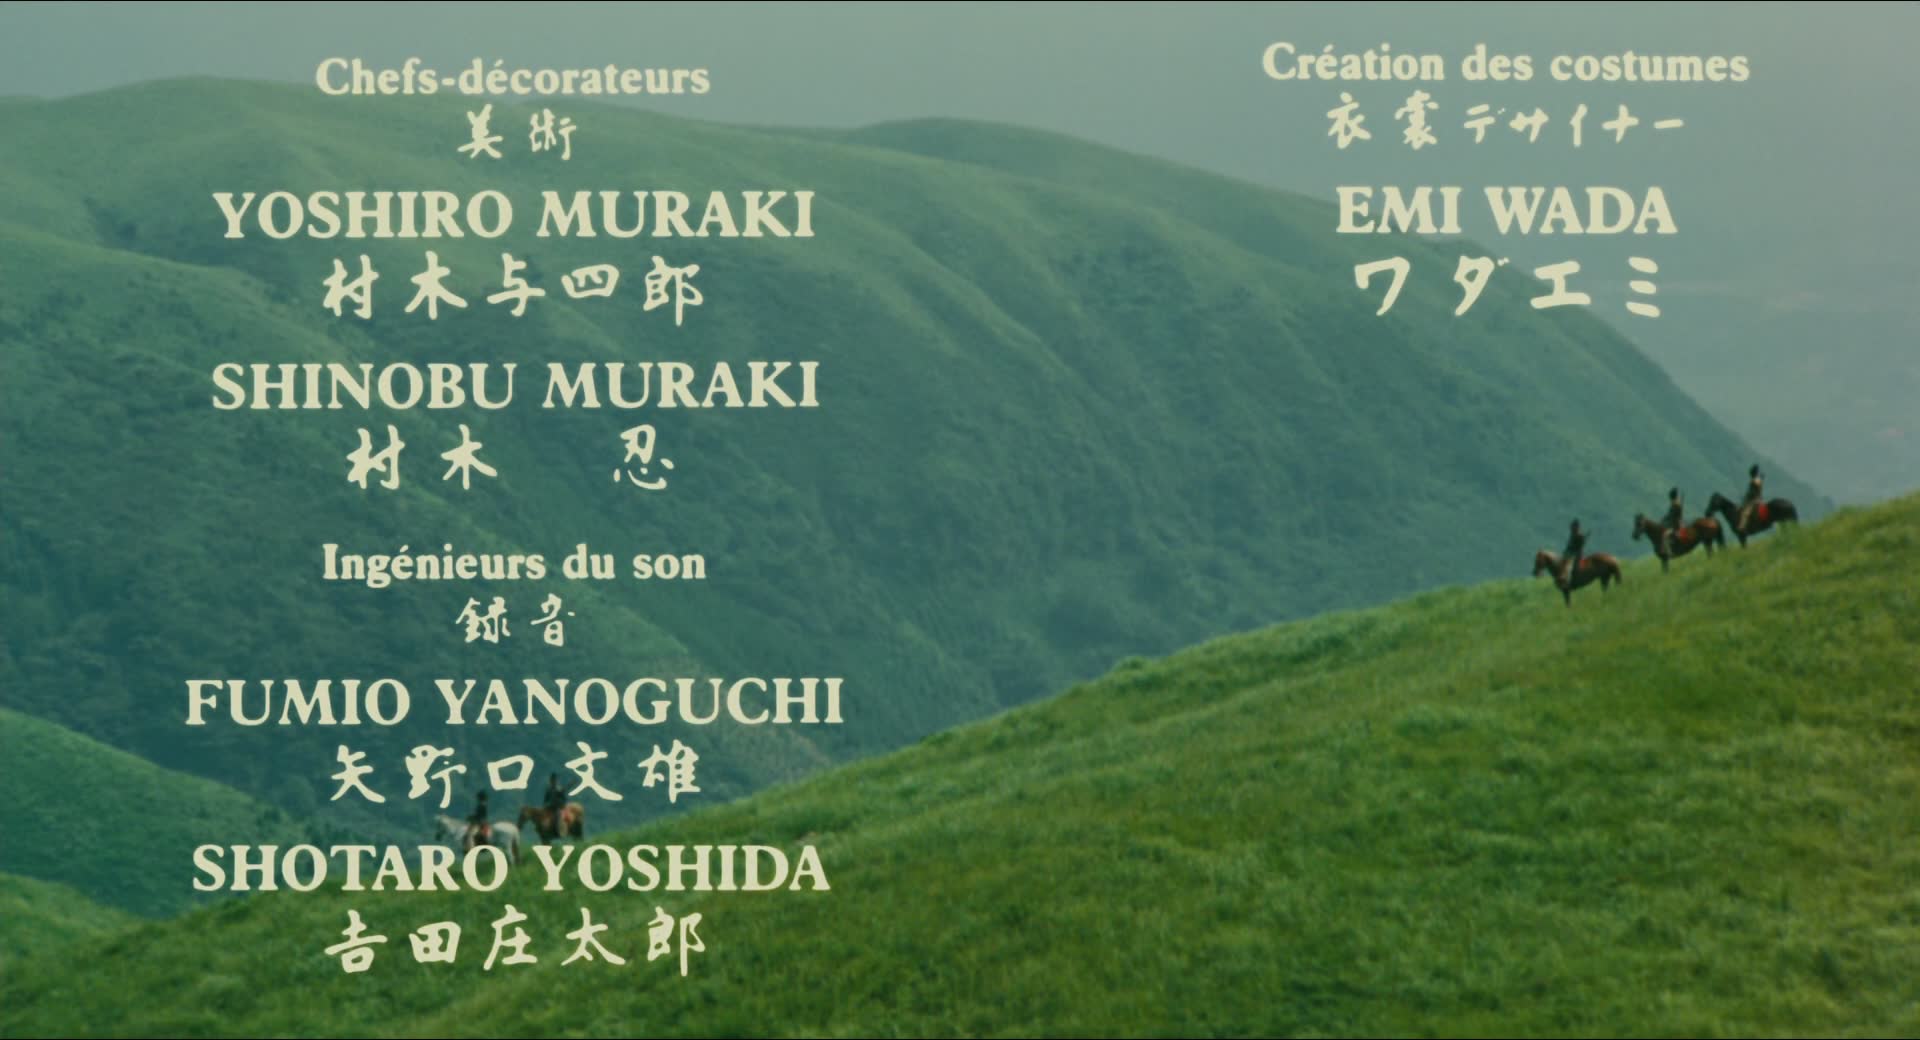 Chefs-décorateurs
美術
YOSHIRO MURAKI
村木与四郎
SHINOBU MURAKI
村木 忍
Ingénieurs du son
録音
FUMIO YANOGUCHI
矢野口文雄
SHOTARO YOSHIDA
吉田庄太郎
Création des costumes
衣裳デザイナー
EMI WADA
ワダエミ